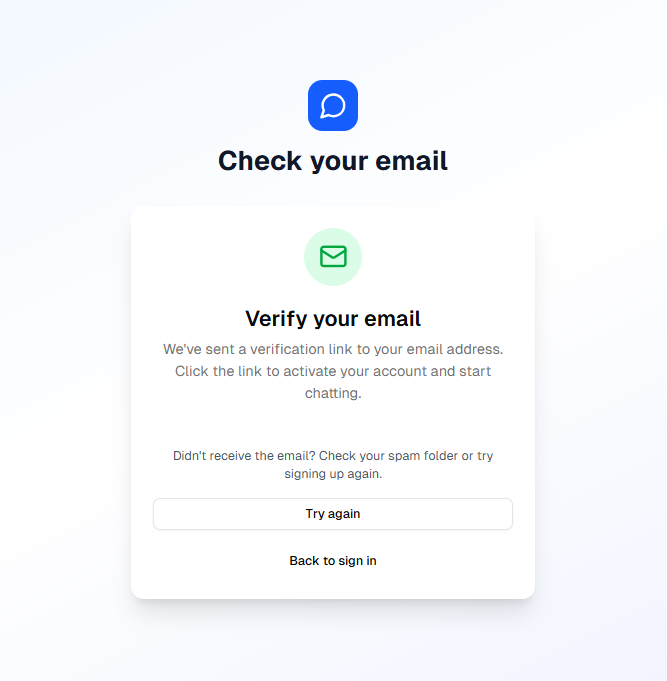 Check your email
Verify your email
We've sent a verification link to your email address.
Click the link to activate your account and start
chatting.
Didn't receive the email? Check your spam folder or try
signing up again.
Try again
Back to sign in